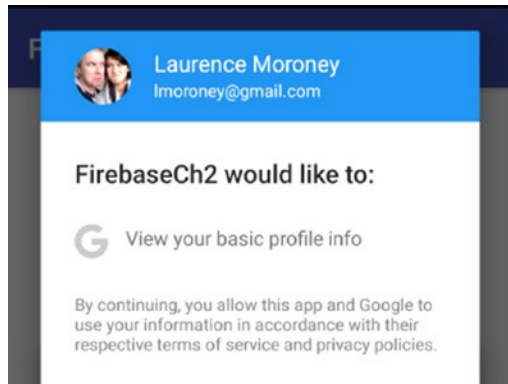 F
Laurence Moroney
lmoroney@gmail.com
FirebaseCh2 would like to:
G View your basic profile info
By continuing, you allow this app and Google to
use your information in accordance with their
respective terms of service and privacy policies.